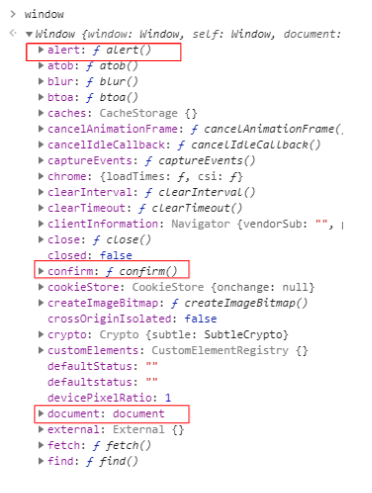 > window
Window {window: Window, self: Window, document:
alert: ƒ alert()
atob: ƒ atob()
blur: ƒ blur()
btoa: ƒ btoa()
caches: CacheStorage {}
cancelAnimationFrame: ƒ cancelAnimationFrame(
cancelIdleCallback: ƒ cancelIdleCallback()
captureEvents: ƒ captureEvents()
chrome: {loadTimes: ƒ, csi: ƒ}
clearInterval: ƒ clearInterval()
clearTimeout: ƒ clearTimeout()
clientInformation: Navigator {vendorSub: "",
close: ƒ close()
closed: false
confirm: ƒ confirm()
cookieStore: CookieStore {onchange: null}
createImageBitmap: ƒ createImageBitmap()
crossOriginIsolated: false
crypto: Crypto {subtle: SubtleCrypto}
customElements: CustomElementRegistry {}
defaultStatus: ""
defaultstatus: ""
devicePixelRatio: 1
document: document
external: External {}
fetch: ƒ fetch()
find: ƒ find()